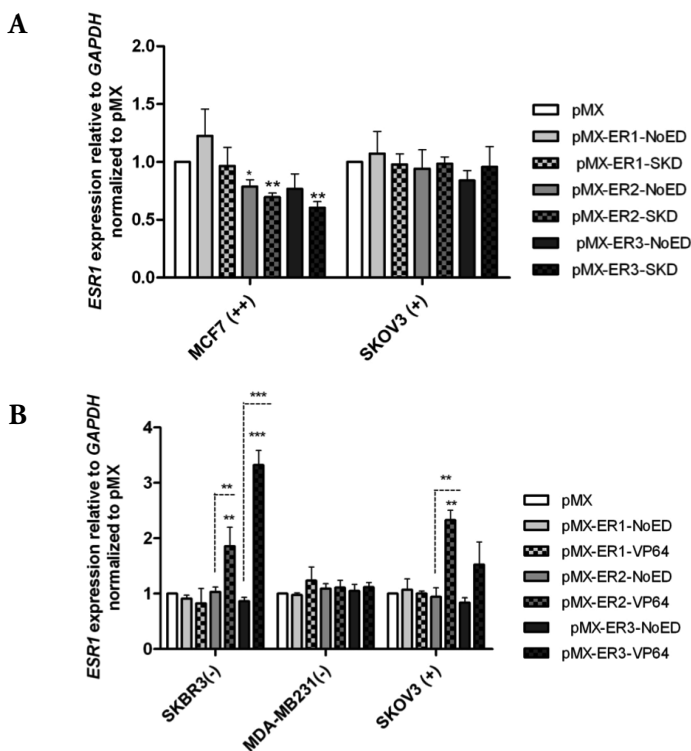 A
ESR1 expression relative to GAPDH
normalized to pMX
2.0
1.5
1.0
0.5
0.0
*
**
**
MCF7 (++)
SKOV3 (+)
pMX
pMX-ER1-NoED
pMX-ER1-SKD
pMX-ER2-NoED
pMX-ER2-SKD
pMX-ER3-NoED
pMX-ER3-SKD
B
ESR1 expression relative to GAPDH
normalized to pMX
4
3
2
1
0
**
**
***
***
**
**
SKBR3(-)
MDA-MB231(-)
SKOV3 (+)
pMX
pMX-ER1-NoED
pMX-ER1-VP64
pMX-ER2-NoED
pMX-ER2-VP64
pMX-ER3-NoED
pMX-ER3-VP64